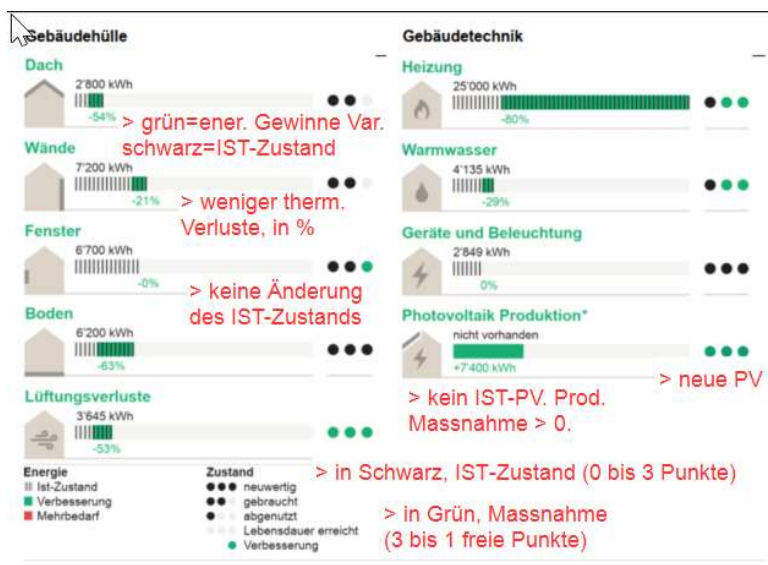 Gebäudehülle
Dach
2'800 kWh
-54%
> grün=ener. Gewinne Var.
schwarz=IST-Zustand
Wände
7'200 kWh
-21%
> weniger therm.
Verluste, in %
Fenster
6'700 kWh
-0%
> keine Änderung
des IST-Zustands
Boden
6'200 kWh
-63%
Lüftungsverluste
3'645 kWh
-53%
Gebäudetechnik
Heizung
25'000 kWh
-80%
Warmwasser
4'135 kWh
-29%
Geräte und Beleuchtung
2'849 kWh
0%
Photovoltaik Produktion*
nicht vorhanden
+7'400 kWh
> neue PV
> kein IST-PV. Prod.
Massnahme > 0.
Energie
Ist-Zustand
Verbesserung
Mehrbedarf
Zustand
neuwertig
gebraucht
abgenutzt
Lebensdauer erreicht
Verbesserung
> in Schwarz, IST-Zustand (0 bis 3 Punkte)
> in Grün, Massnahme
(3 bis 1 freie Punkte)